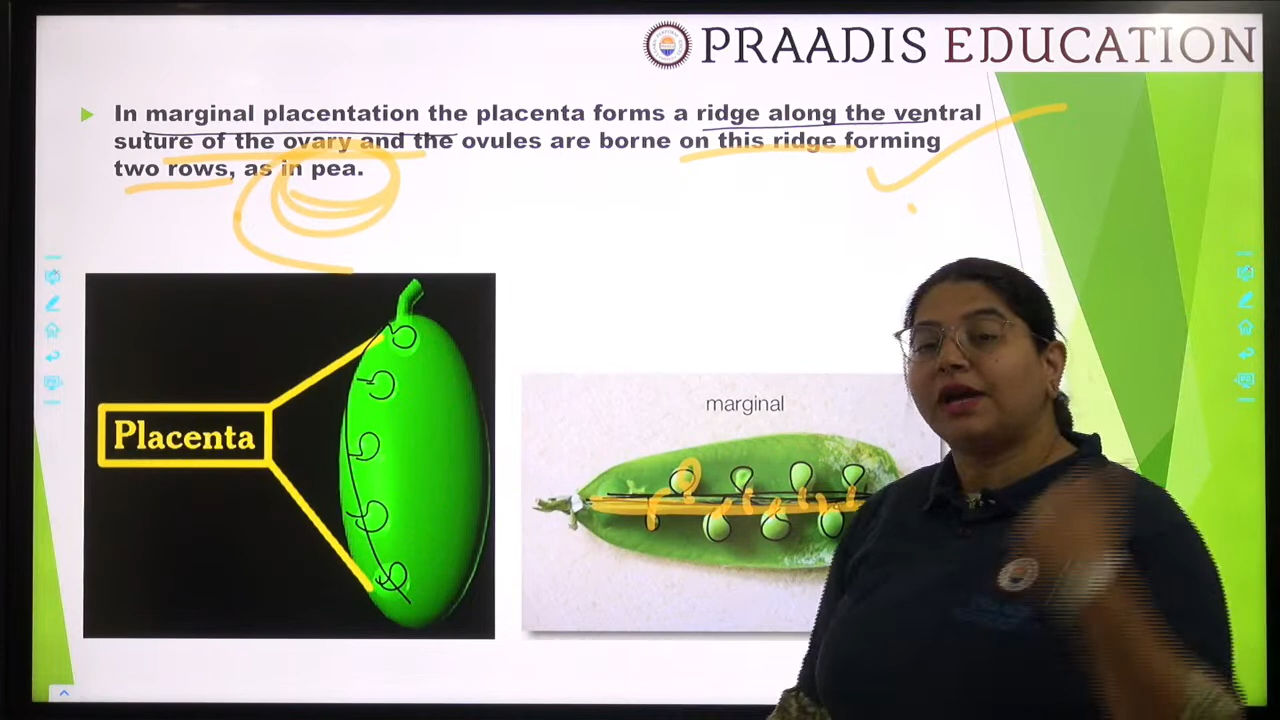 PRAADIS EDUCATION
In marginal placentation the placenta forms a ridge along the ventral
suture of the ovary and the ovules are borne on this ridge forming
two rows, as in pea.
marginal
Placenta